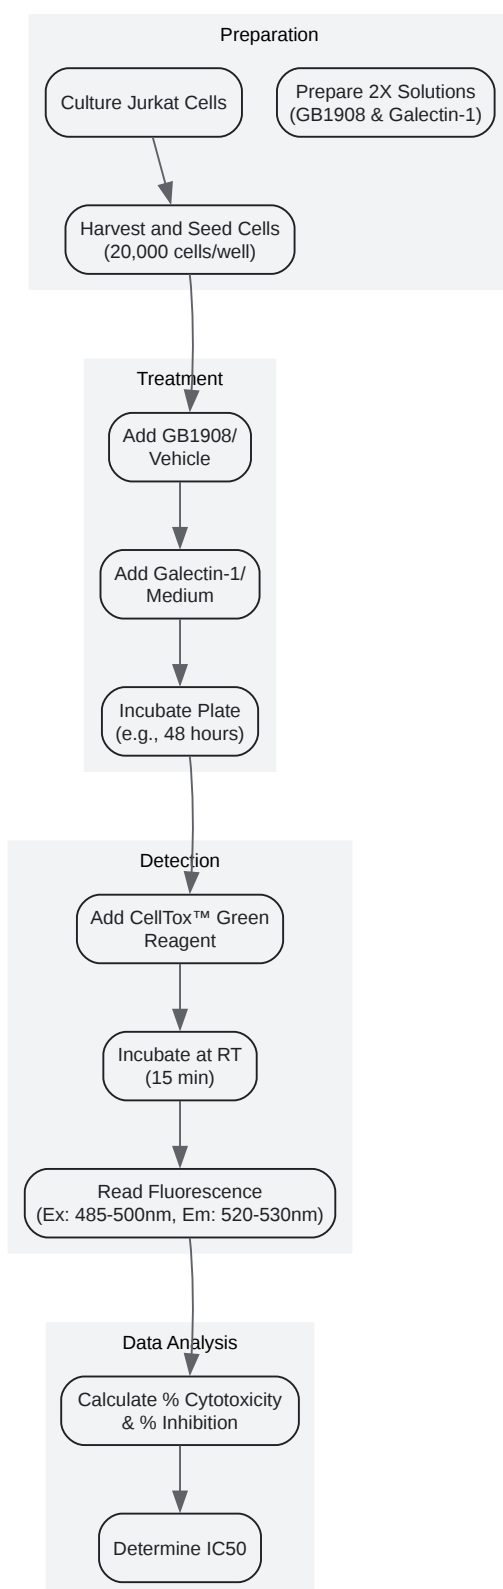 Preparation
Culture Jurkat Cells
Prepare 2X Solutions
(GB1908 & Galectin-1)
Harvest and Seed Cells
(20,000 cells/well)
Treatment
Add GB1908/
Vehicle
Add Galectin-1/
Medium
Incubate Plate
(e.g., 48 hours)
Detection
Add CellTox™ Green
Reagent
Incubate at RT
(15 min)
Read Fluorescence
(Ex: 485-500nm, Em: 520-530nm)
Data Analysis
Calculate % Cytotoxicity
& % Inhibition
Determine IC50